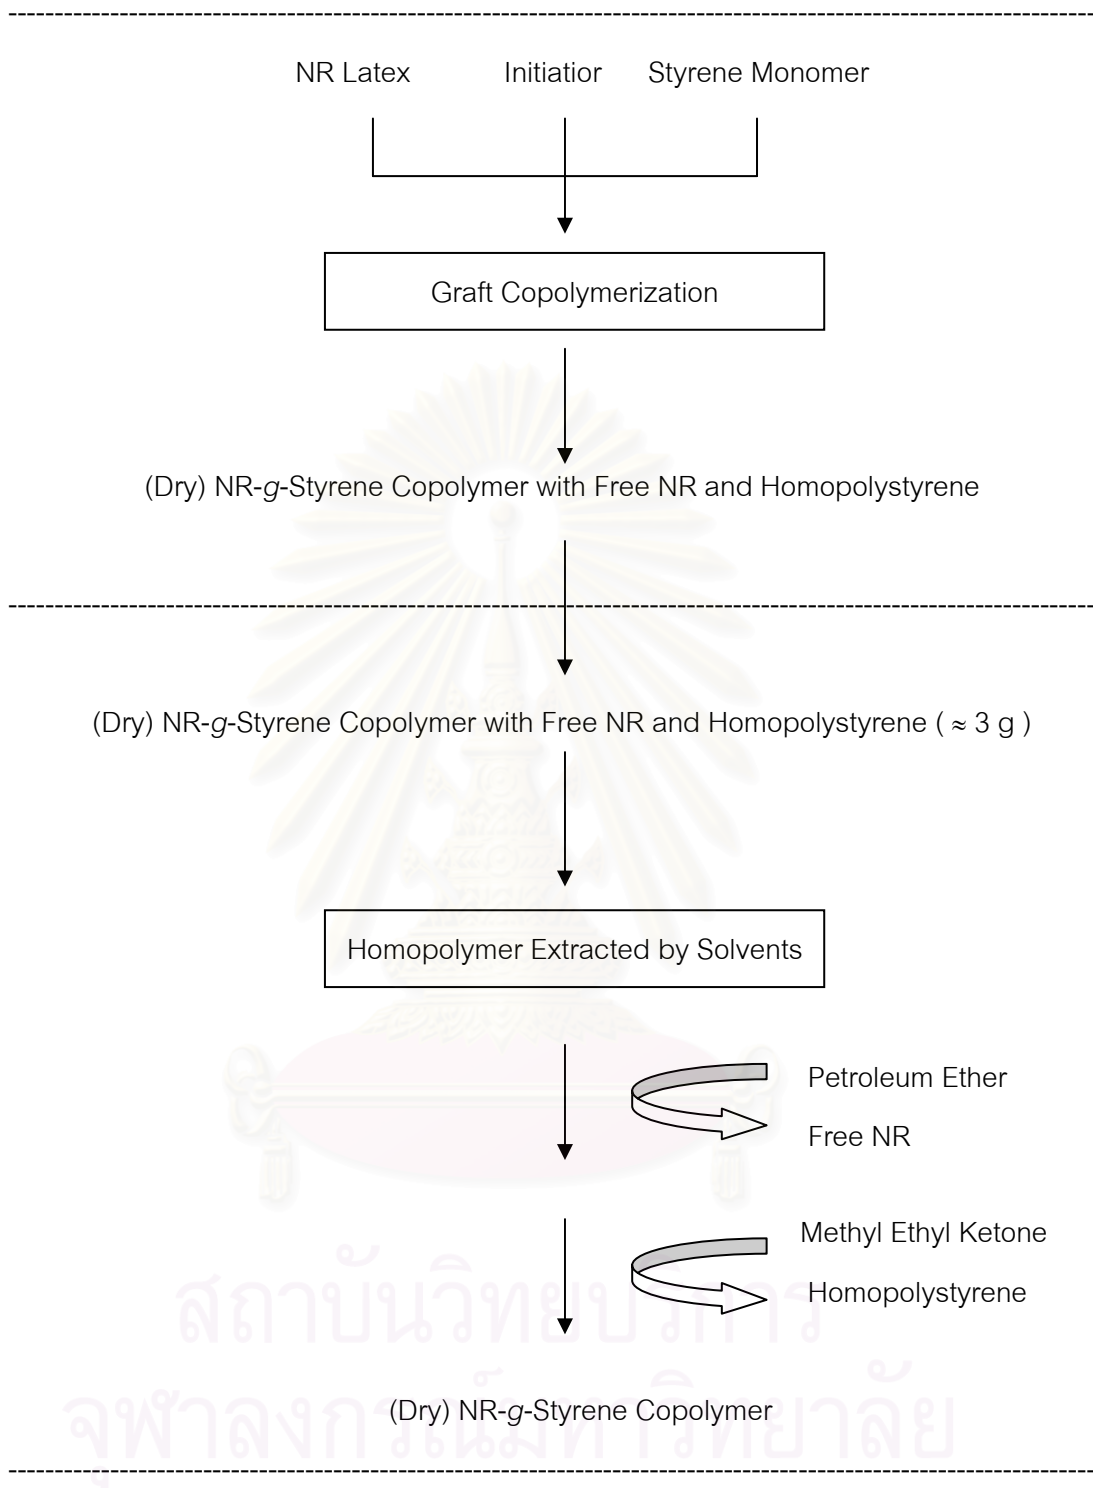 NR Latex Initiatior Styrene Monomer
Graft Copolymerization
(Dry) NR-g-Styrene Copolymer with Free NR and Homopolystyrene
(Dry) NR-g-Styrene Copolymer with Free NR and Homopolystyrene ( ≈ 3 g )
Homopolymer Extracted by Solvents
Petroleum Ether
Free NR
Methyl Ethyl Ketone
Homopolystyrene
สถาบันวิทยบริการ
(Dry) NR-g-Styrene Copolymer
จุฬาลงกรณ์มหาวิทยาลัย